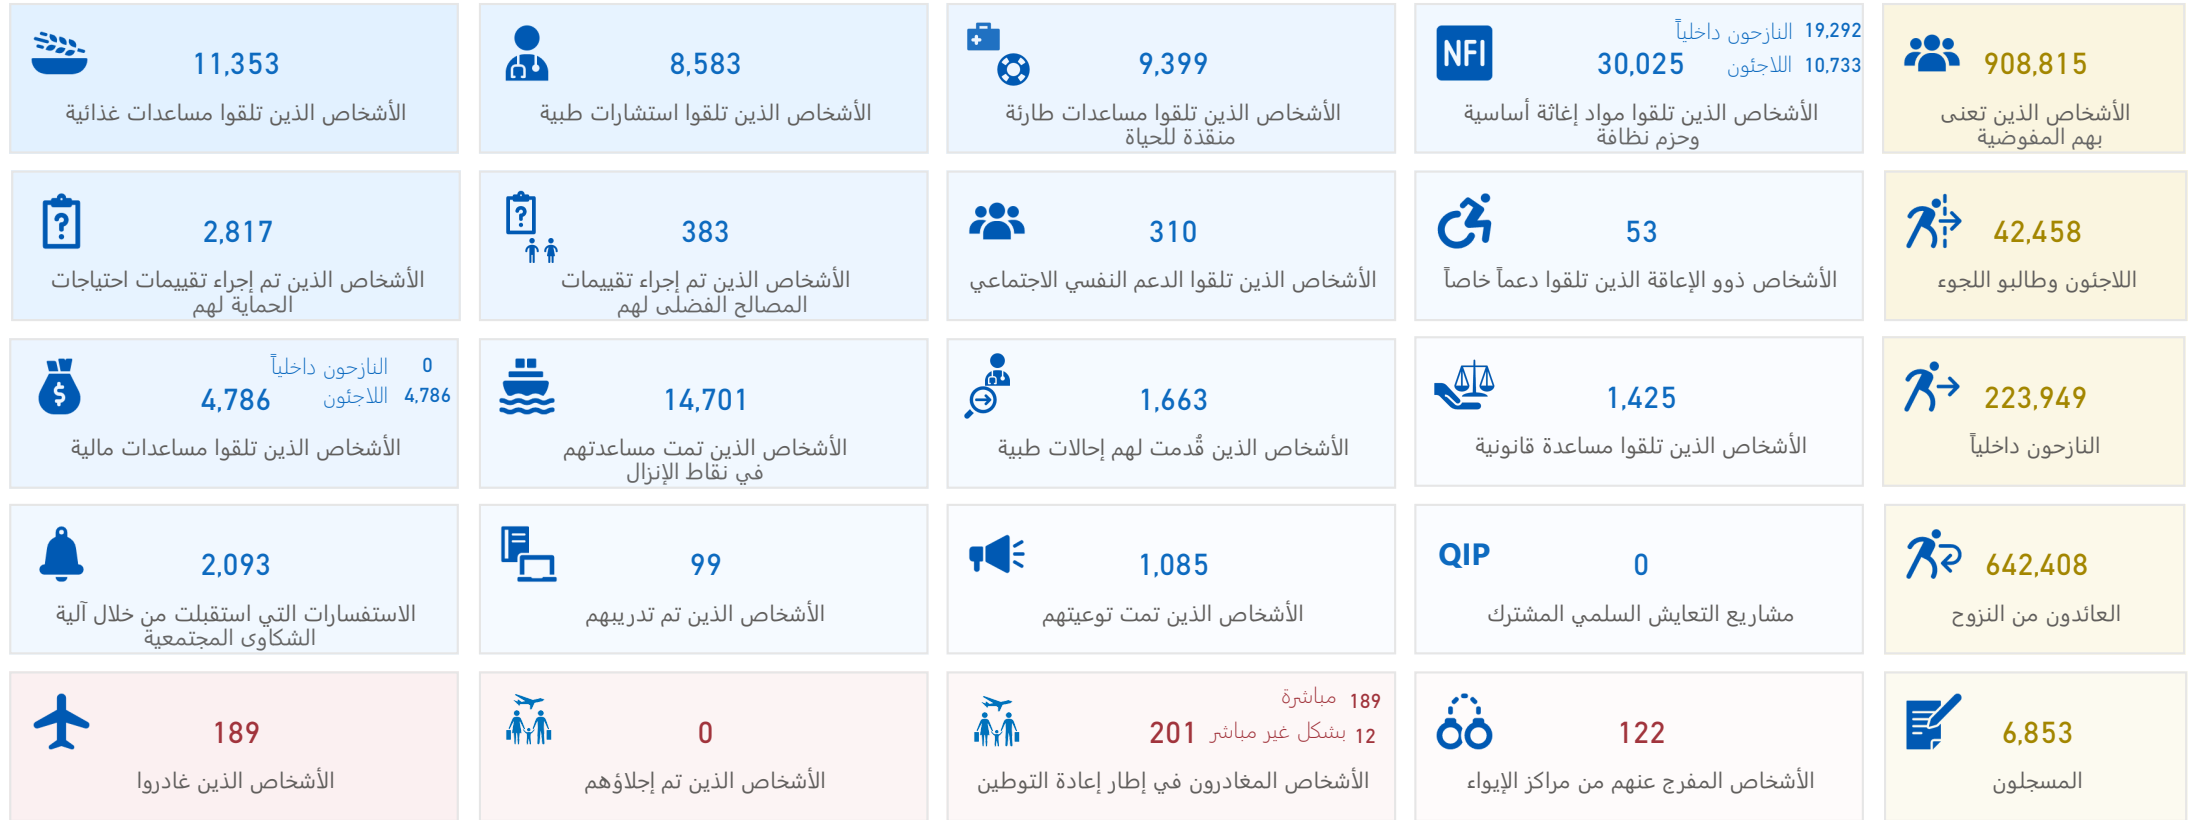 908,815
الأشخاص الذين تعنى
بهم المفوضية
NFI
19,292 النازحون داخلياً
10,733 اللاجئون
30,025
الأشخاص الذين تلقوا مواد إغاثة أساسية
وحزم نظافة
9,399
الأشخاص الذين تلقوا مساعدات طارئة
منقذة للحياة
8,583
الأشخاص الذين تلقوا استشارات طبية
11,353
الأشخاص الذين تلقوا مساعدات غذائية
42,458
اللاجئون وطالبو اللجوء
53
الأشخاص ذوو الإعاقة الذين تلقوا دعماً خاصاً
310
الأشخاص الذين تلقوا الدعم النفسي الاجتماعي
?
383
الأشخاص الذين تم إجراء تقييمات
المصالح الفضلى لهم
?
2,817
الأشخاص الذين تم إجراء تقييمات احتياجات
الحماية لهم
223,949
النازحون داخلياً
1,425
الأشخاص الذين تلقوا مساعدة قانونية
1,663
الأشخاص الذين قُدمت لهم إحالات طبية
14,701
الأشخاص الذين تمت مساعدتهم
في نقاط الإنزال
$
0 النازحون داخلياً
4,786 اللاجئون
4,786
الأشخاص الذين تلقوا مساعدات مالية
642,408
العائدون من النزوح
QIP
0
مشاريع التعايش السلمي المشترك
1,085
الأشخاص الذين تمت توعيتهم
99
الأشخاص الذين تم تدريبهم
2,093
الاستفسارات التي استقبلت من خلال آلية
الشكاوى المجتمعية
6,853
المسجلون
122
الأشخاص المفرج عنهم من مراكز الإيواء
189 مباشرة
12 بشكل غير مباشر
201
الأشخاص المغادرون في إطار إعادة التوطين
0
الأشخاص الذين تم إجلاؤهم
189
الأشخاص الذين غادروا